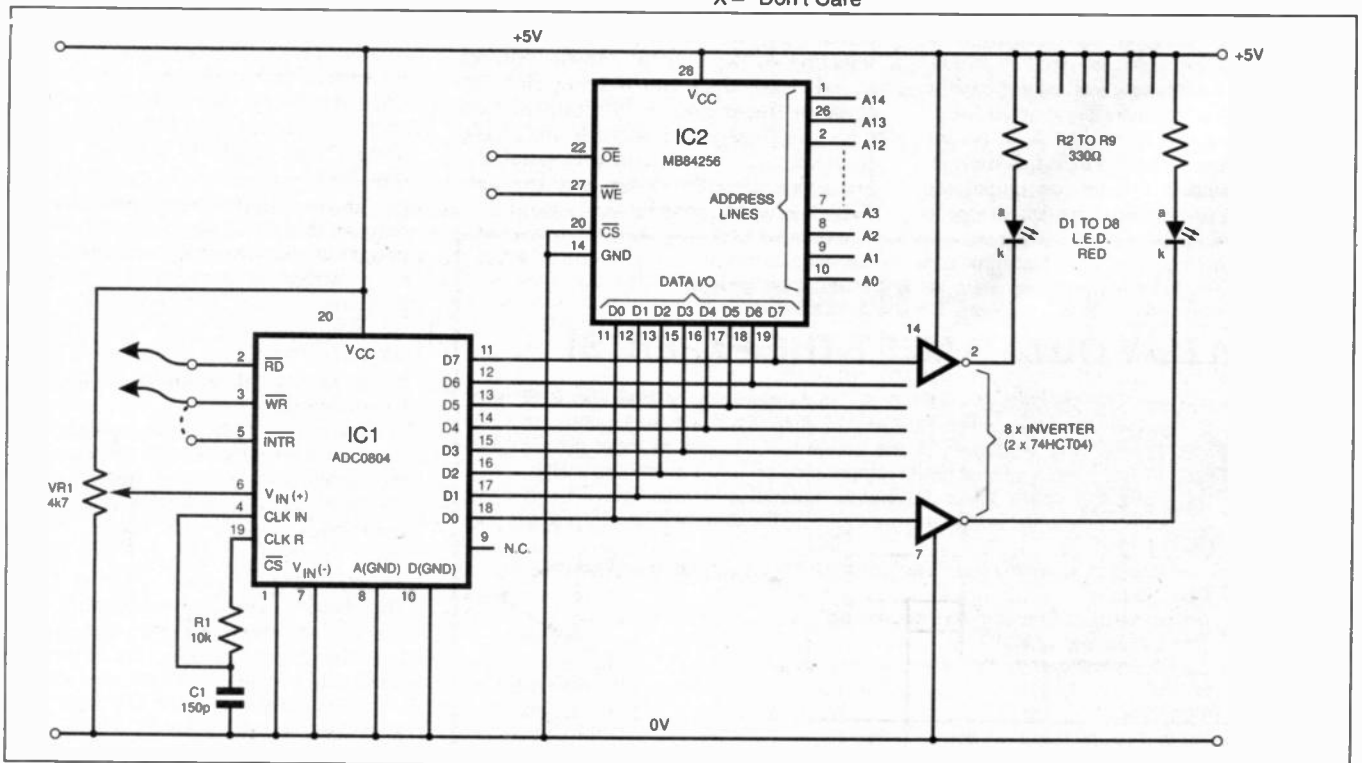 X = "Don't Care"
+5V
+5V
28
VCC
IC2
MB84256
22
OE
27
WE
20
CS
14
GND
ADDRESS
LINES
1
A14
26
A13
2
A12
7
A3
8
A2
9
A1
10
A0
DATA I/O
D0 D1 D2 D3 D4 D5 D6 D7
11 12 13 15 16 17 18 19
R2 TO R9
330Ω
a
a
D1 TO D8
L.E.D.
RED
k
k
20
VCC
2
RD
3
WR
5
INTR
IC1
ADC0804
VR1
4k7
6
VIN (+)
4
CLK IN
19
CLK R
CS
VIN(-)
A(GND)
D(GND)
1
7
8
10
D7
11
D6
12
D5
13
D4
14
D3
15
D2
16
D1
17
D0
18
9
N.C.
14
2
8 x INVERTER
(2 x 74HCT04)
7
R1
10k
C1
150p
0V